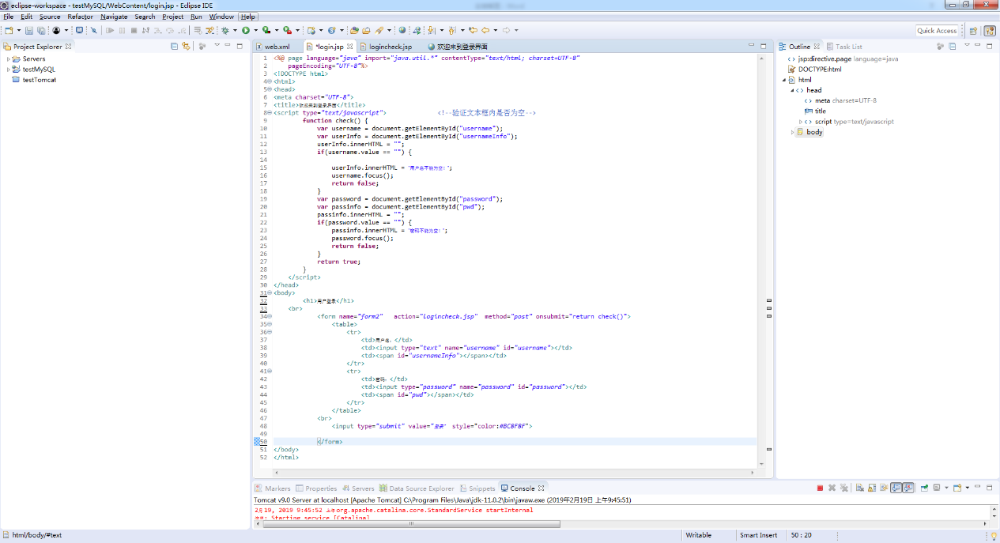 eclipse-workspace - testMySQL/WebContent/login.jsp - Eclipse IDE
File Edit Source Refactor Navigate Search Project Run Window Help
Quick Access
Project Explorer
Servers
testMySQL
testTomcat
web.xml *login.jsp logincheck.jsp 欢迎来到登录界面
1 <%@ page language="java" import="java.util.*" contentType="text/html; charset=UTF-8"
2 pageEncoding="UTF-8"%>
3 <!DOCTYPE html>
4 <html>
5 <head>
6 <meta charset="UTF-8">
7 <title>欢迎来到登录界面</title>
8 <script type="text/javascript"> <!--验证文本框内是否为空-->
9 function check() {
10 var username = document.getElementById("username");
11 var userInfo = document.getElementById("usernameInfo");
12 userInfo.innerHTML = "";
13 if(username.value == "") {
14
15 userInfo.innerHTML = "用户名不能为空！";
16 username.focus();
17 return false;
18 }
19 var password = document.getElementById("password");
20 var passinfo = document.getElementById("pwd");
21 passinfo.innerHTML = "";
22 if(password.value == "") {
23 passinfo.innerHTML = "密码不能为空！";
24 password.focus();
25 return false;
26 }
27 return true;
28 }
29 </script>
30 </head>
31 <body>
32 <h1>用户登录</h1>
33 <br>
34 <form name="form2" action="logincheck.jsp" method="post" onsubmit="return check()">
35 <table>
36 <tr>
37 <td>用户名：</td>
38 <td><input type="text" name="username" id="username"></td>
39 <td><span id="usernameInfo"></span></td>
40 </tr>
41 <tr>
42 <td>密码：</td>
43 <td><input type="password" name="password" id="password"></td>
44 <td><span id="pwd"></span></td>
45 </tr>
46 </table>
47 <br>
48 <input type="submit" value="登录" style="color:#BC8F8F">
49
50 </form>
51 </body>
52 </html>
Outline Task List
jsp:directive.page language=java
DOCTYPE:html
html
head
meta charset=UTF-8
title
script type=text/javascript
body
Markers Properties Servers Data Source Explorer Snippets Console
Tomcat v9.0 Server at localhost [Apache Tomcat] C:\Program Files\Java\jdk-11.0.2\bin\javaw.exe (2019年2月19日 上午9:45:51)
2月19, 2019 9:45:52 上午 org.apache.catalina.core.StandardService startInternal
信息: Starting service [Catalina]
html/body/#text Writable Smart Insert 50 : 20